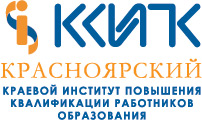 ККИПК
КРАСНОЯРСКИЙ
КРАЕВОЙ ИНСТИТУТ ПОВЫШЕНИЯ
КВАЛИФИКАЦИИ РАБОТНИКОВ
ОБРАЗОВАНИЯ